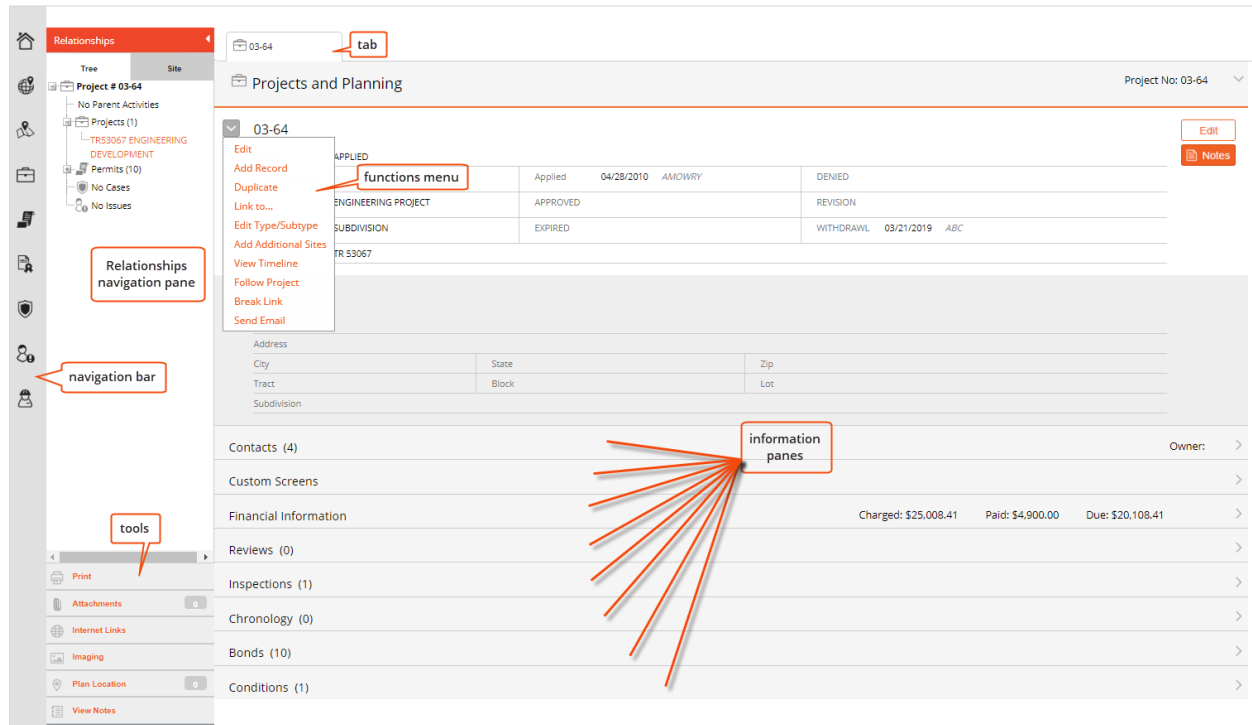 Relationships
03-64
tab
Tree Site
Project # 03-64
No Parent Activities
Projects (1)
TR53067 ENGINEERING
DEVELOPMENT
Permits (10)
No Cases
No Issues
Relationships
navigation pane
navigation bar
tools
Print
Attachments 0
Internet Links
Imaging
Plan Location 0
View Notes
Projects and Planning Project No: 03-64
03-64
Edit
Notes
Edit
Add Record
Duplicate
Link to...
Edit Type/Subtype
Add Additional Sites
View Timeline
Follow Project
Break Link
Send Email
functions menu
APPLIED
Applied 04/28/2010 AMOWRY DENIED
ENGINEERING PROJECT APPROVED REVISION
SUBDIVISION EXPIRED WITHDRAWL 03/21/2019 ABC
TR 53067
Address
City State Zip
Tract Block Lot
Subdivision
information
panes
Contacts (4) Owner:
Custom Screens
Financial Information Charged: $25,008.41 Paid: $4,900.00 Due: $20,108.41
Reviews (0)
Inspections (1)
Chronology (0)
Bonds (10)
Conditions (1)